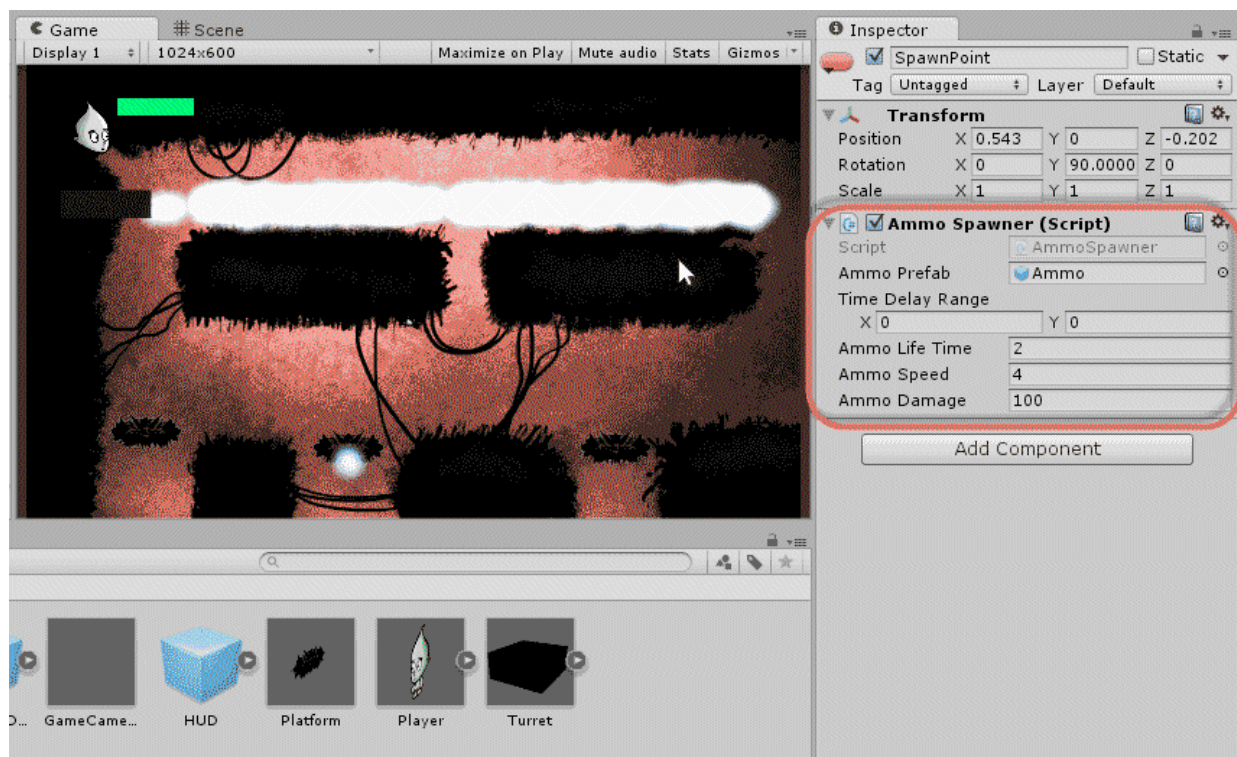 Game
Scene
Display 1
1024x600
Maximize on Play
Mute audio
Stats
Gizmos
Inspector
SpawnPoint
Static
Tag Untagged Layer Default
Transform
Position X 0.543 Y 0 Z -0.202
Rotation X 0 Y 90.0000 Z 0
Scale X 1 Y 1 Z 1
Ammo Spawner (Script)
Script AmmoSpawner
Ammo Prefab Ammo
Time Delay Range
X 0 Y 0
Ammo Life Time 2
Ammo Speed 4
Ammo Damage 100
Add Component
GameCame... HUD Platform Player Turret